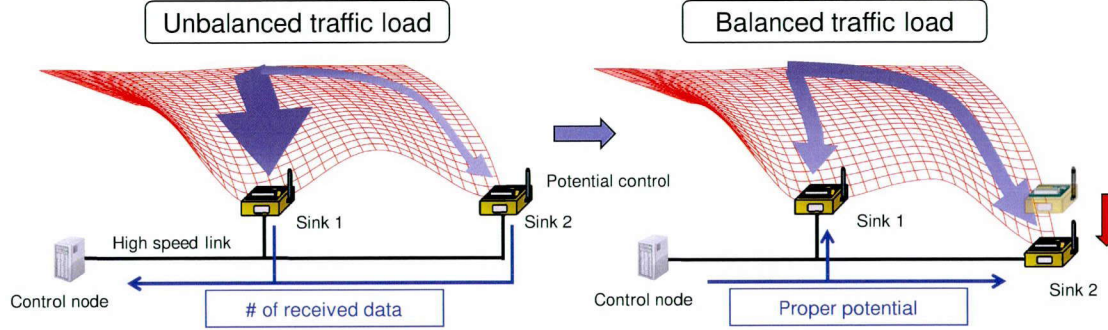 Unbalanced traffic load
Balanced traffic load
Potential control
Sink 1
Sink 2
High speed link
Control node
# of received data
Sink 1
Sink 2
Control node
Proper potential